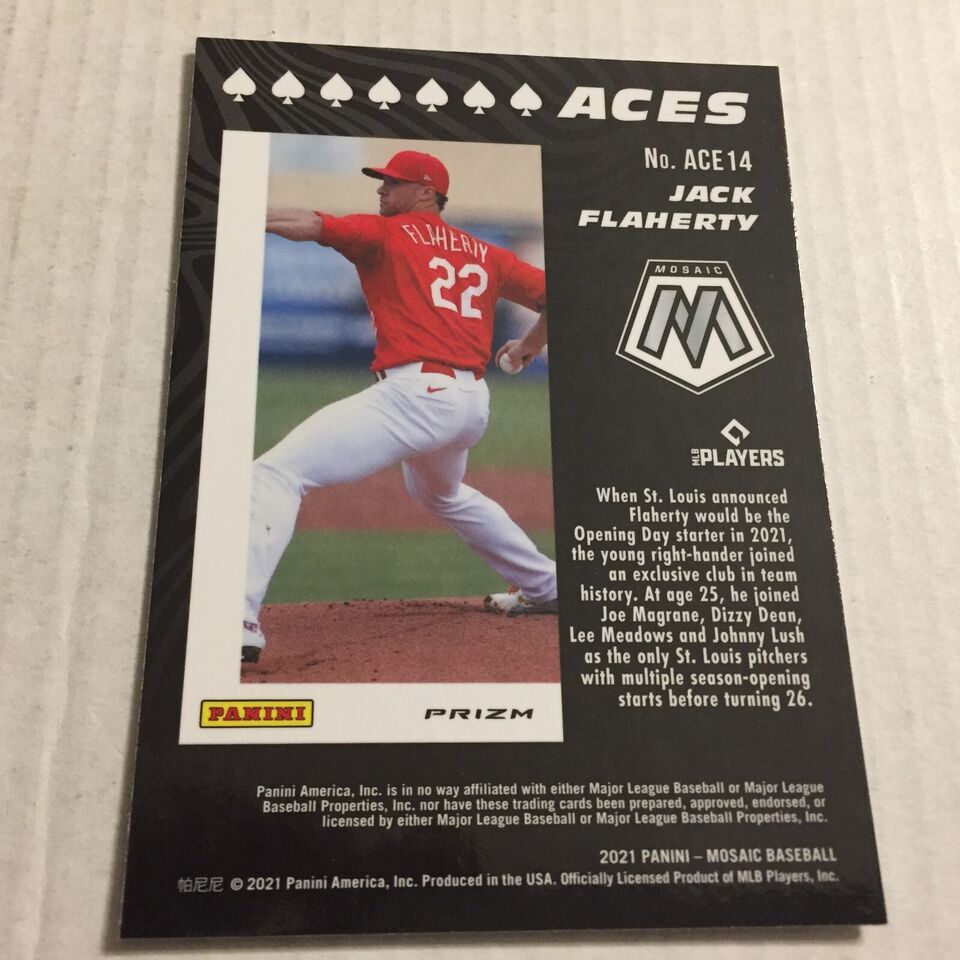 ACES
No. ACE14
JACK
FLAHERTY
MOSAIC
M
MLB PLAYERS
FLAHERTY
22
When St. Louis announced
Flaherty would be the
Opening Day starter in 2021,
the young right-hander joined
an exclusive club in team
history. At age 25, he joined
Joe Magrane, Dizzy Dean,
Lee Meadows and Johnny Lush
as the only St. Louis pitchers
with multiple season-opening
starts before turning 26.
PANINI
PRIZM
Panini America, Inc. is in no way affiliated with either Major League Baseball or Major League
Baseball Properties, Inc. nor have these trading cards been prepared, approved, endorsed, or
licensed by either Major League Baseball or Major League Baseball Properties, Inc.
2021 PANINI – MOSAIC BASEBALL
帕尼尼 © 2021 Panini America, Inc. Produced in the USA. Officially Licensed Product of MLB Players, Inc.